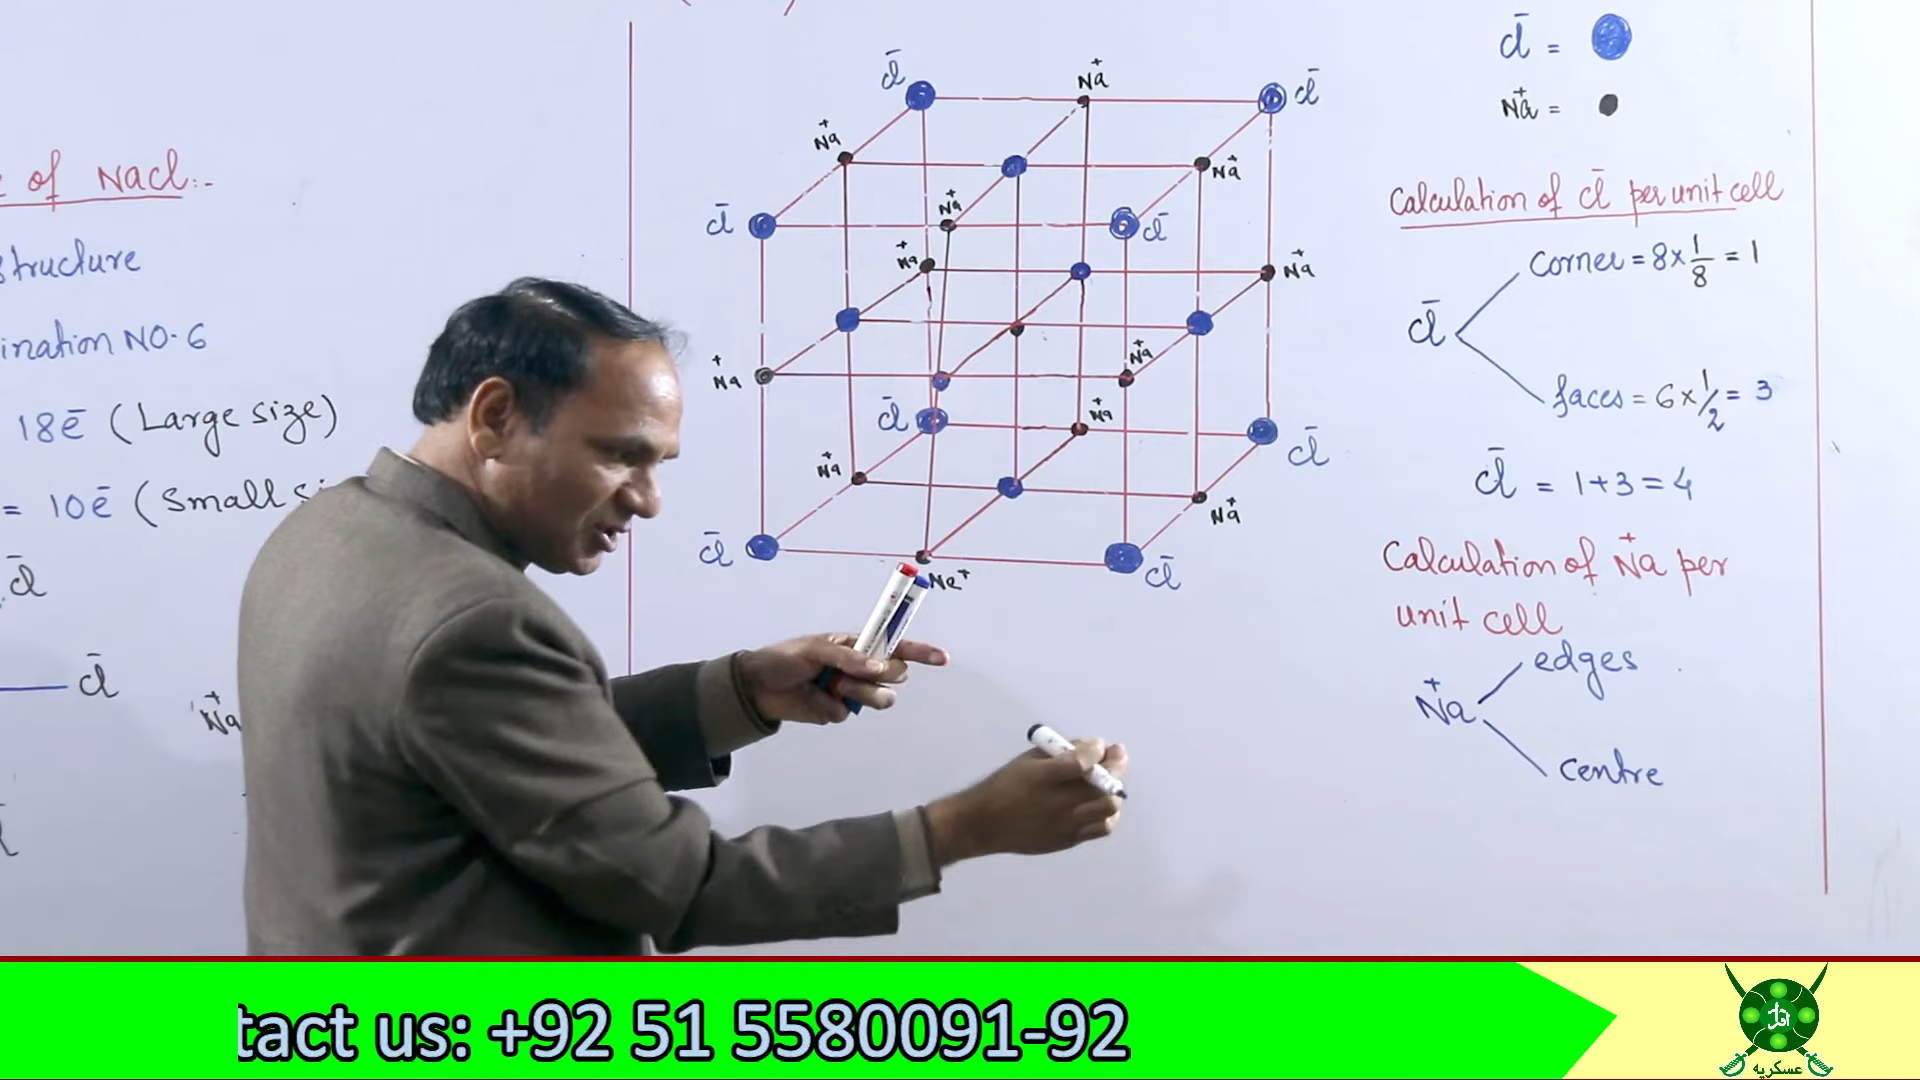 e of NaCl:-
structure
ination NO. 6
18ē (Large size)
= 10ē (Small si
Cl⁻
Cl⁻
Na⁺
Cl⁻
Na⁺
Cl⁻
Na⁺
Na⁺
Na⁺
Cl⁻
Cl⁻
Na⁺
Na⁺
Na⁺
Na⁺
Cl⁻
Na⁺
Cl⁻
Na⁺
Na⁺
Cl⁻
Cl⁻
Na⁺
Cl⁻ =
Na⁺ =
Calculation of Cl⁻ per unit cell
Cl⁻
Corner = 8 × 1/8 = 1
faces = 6 × 1/2 = 3
Cl⁻ = 1 + 3 = 4
Calculation of Na⁺ per
unit cell
Na⁺
edges
centre
tact us: +92 51 5580091-92
اقرا
عسكريه